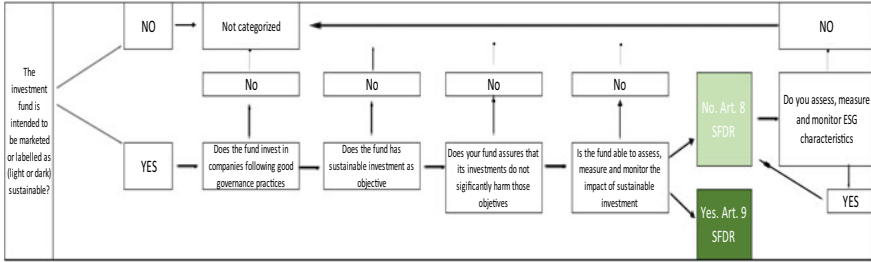 The
investment
fund is
intended to
be marketed
or labelled as
(light or dark)
sustainable?
NO
Not categorized
NO
No
No
No
No
No. Art. 8
SFDR
Do you assess, measure
and monitor ESG
characteristics
YES
Does the fund invest in
companies following good
governance practices
Does the fund has
sustainable investment as
objective
Does your fund assures that
its investments do not
sigificantly harm those
objetives
Is the fund able to assess,
measure and monitor the
impact of sustainable
investment
Yes. Art. 9
SFDR
YES